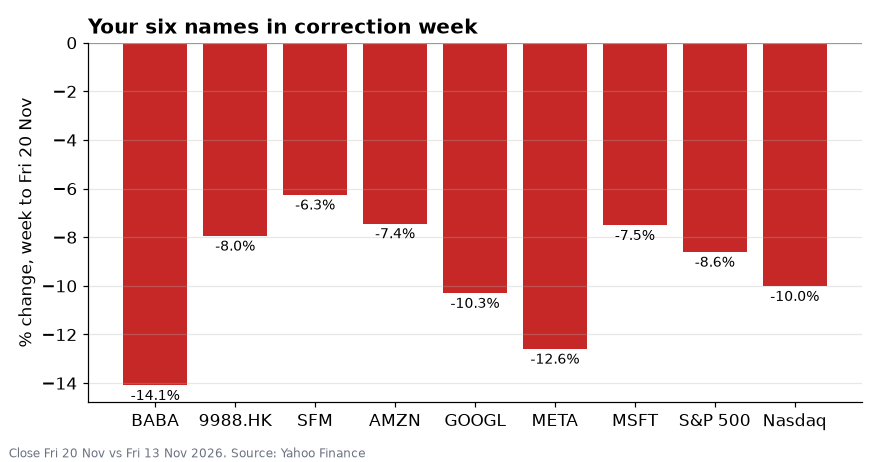 Your six names in correction week
% change, week to Fri 20 Nov
0
−2
−4
−6
−8
−10
−12
−14
-14.1%
-8.0%
-6.3%
-7.4%
-10.3%
-12.6%
-7.5%
-8.6%
-10.0%
BABA
9988.HK
SFM
AMZN
GOOGL
META
MSFT
S&P 500
Nasdaq
Close Fri 20 Nov vs Fri 13 Nov 2026. Source: Yahoo Finance